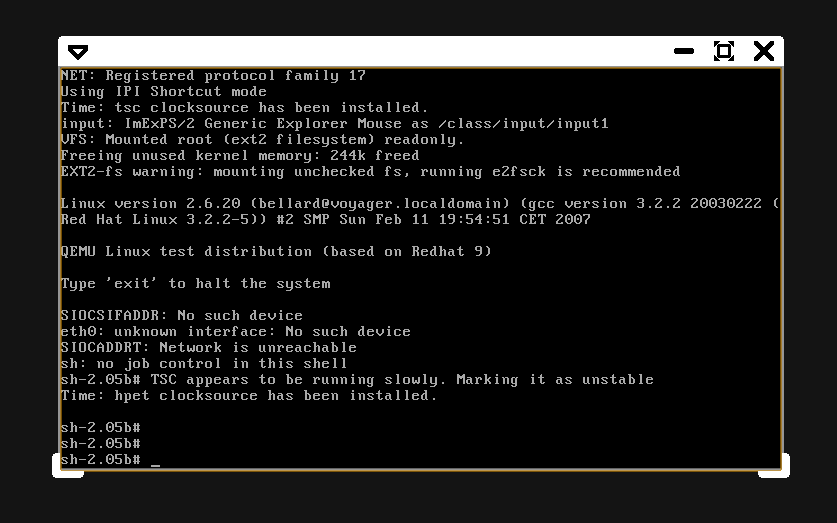 NET: Registered protocol family 17
Using IPI Shortcut mode
Time: tsc clocksource has been installed.
input: ImExPS/2 Generic Explorer Mouse as /class/input/input1
VFS: Mounted root (ext2 filesystem) readonly.
Freeing unused kernel memory: 244k freed
EXT2-fs warning: mounting unchecked fs, running e2fsck is recommended
Linux version 2.6.20 (bellard@voyager.localdomain) (gcc version 3.2.2 20030222 (
Red Hat Linux 3.2.2-5)) #2 SMP Sun Feb 11 19:54:51 CET 2007
QEMU Linux test distribution (based on Redhat 9)
Type 'exit' to halt the system
SIOCSIFADDR: No such device
eth0: unknown interface: No such device
SIOCADDRT: Network is unreachable
sh: no job control in this shell
sh-2.05b# TSC appears to be running slowly. Marking it as unstable
Time: hpet clocksource has been installed.
sh-2.05b#
sh-2.05b#
sh-2.05b# _